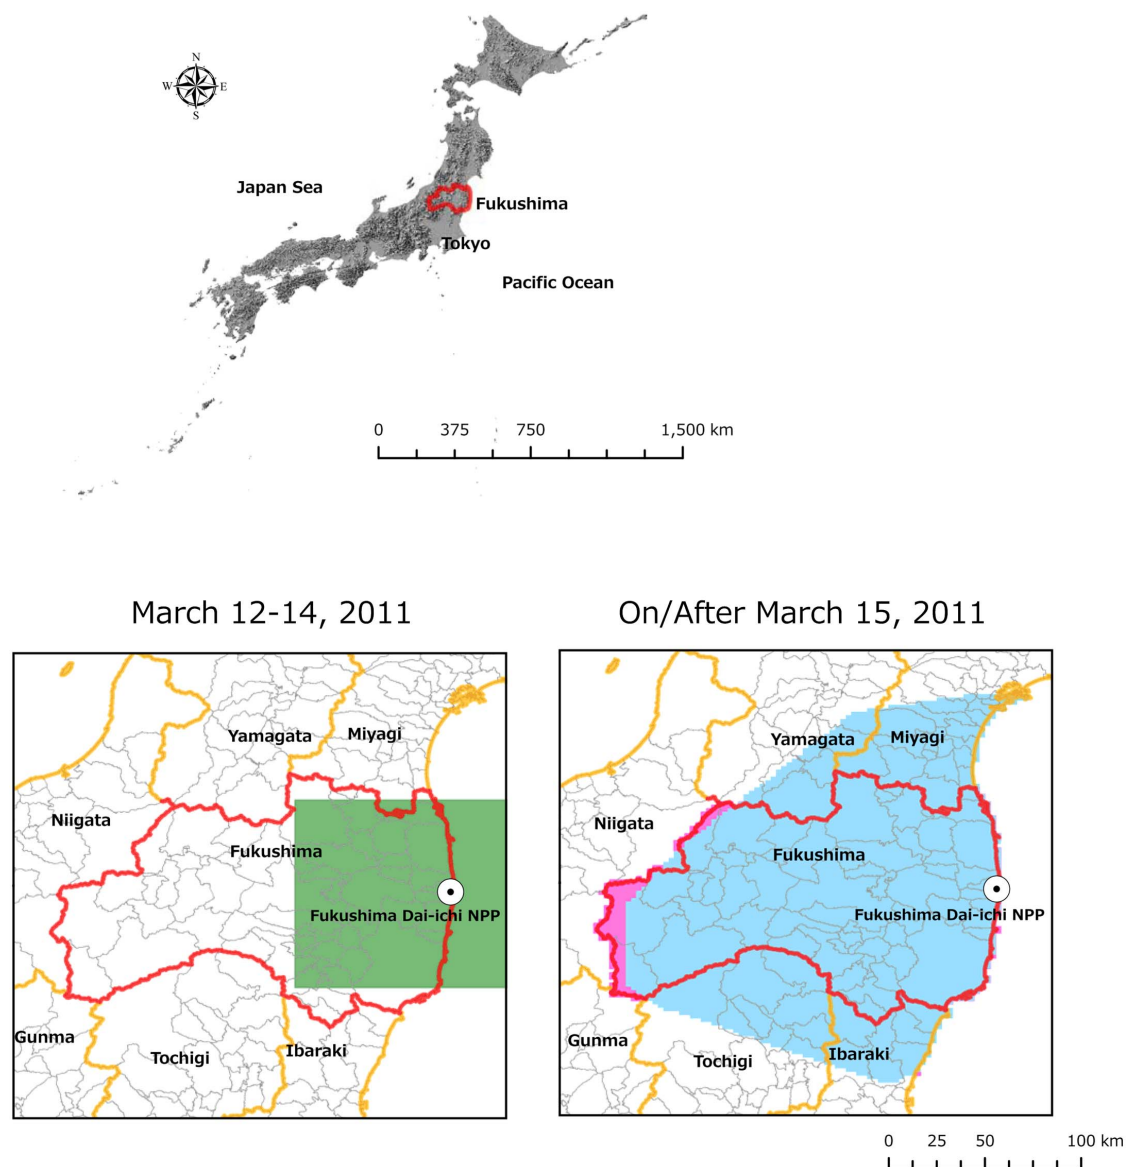 N
W E
S
Japan Sea
Fukushima
Tokyo
Pacific Ocean
0 375 750 1,500 km
March 12-14, 2011
On/After March 15, 2011
Yamagata
Miyagi
Niigata
Fukushima
Fukushima Dai-ichi NPP
Gunma
Tochigi
Ibaraki
Yamagata
Miyagi
Niigata
Fukushima
Fukushima Dai-ichi NPP
Gunma
Tochigi
Ibaraki
0 25 50 100 km